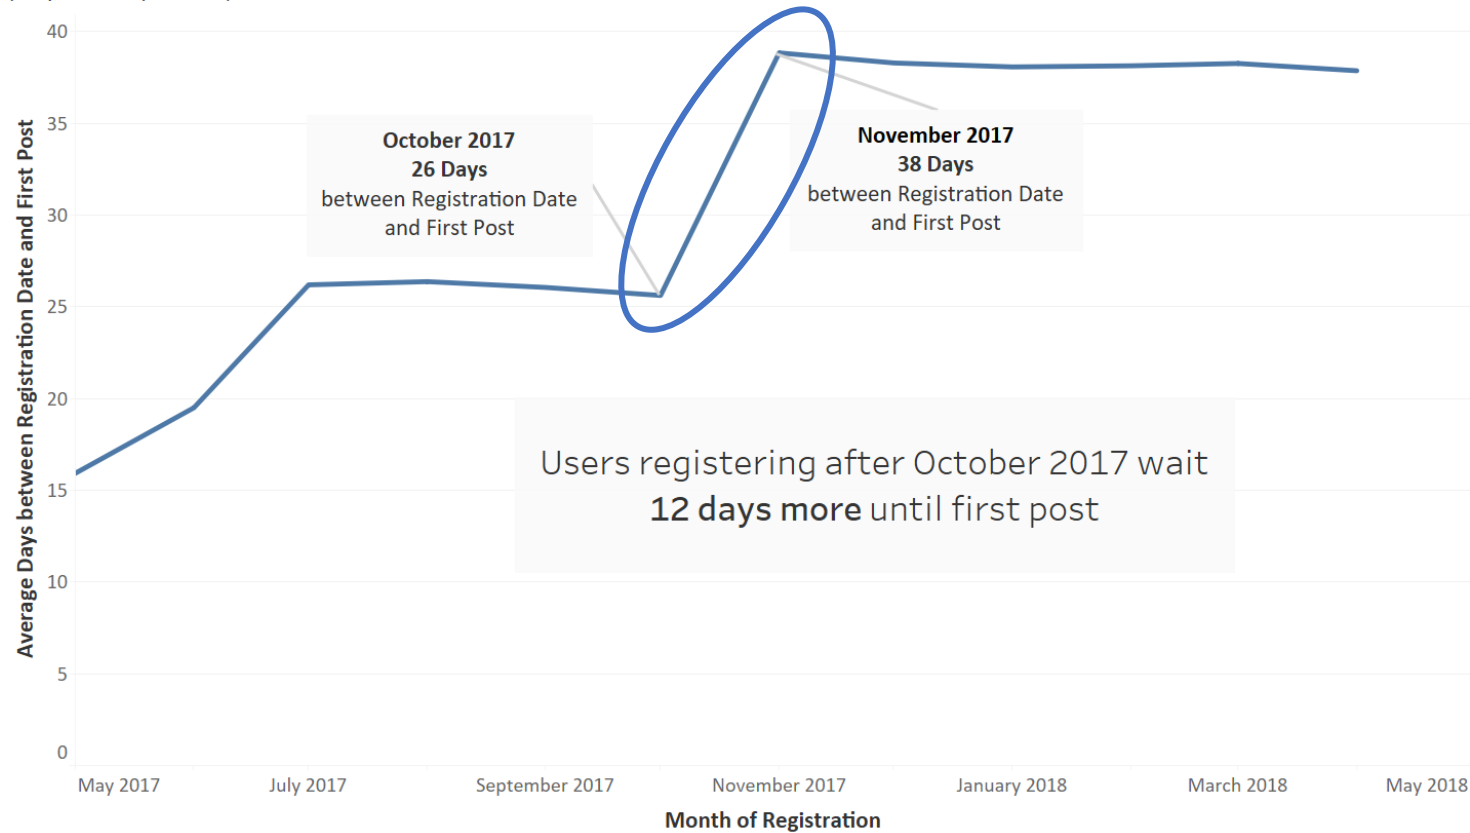 40
35
30
25
20
15
10
5
0
Average Days between Registration Date and First Post
October 2017
26 Days
between Registration Date
and First Post
November 2017
38 Days
between Registration Date
and First Post
Users registering after October 2017 wait
12 days more until first post
May 2017
July 2017
September 2017
November 2017
January 2018
March 2018
May 2018
Month of Registration